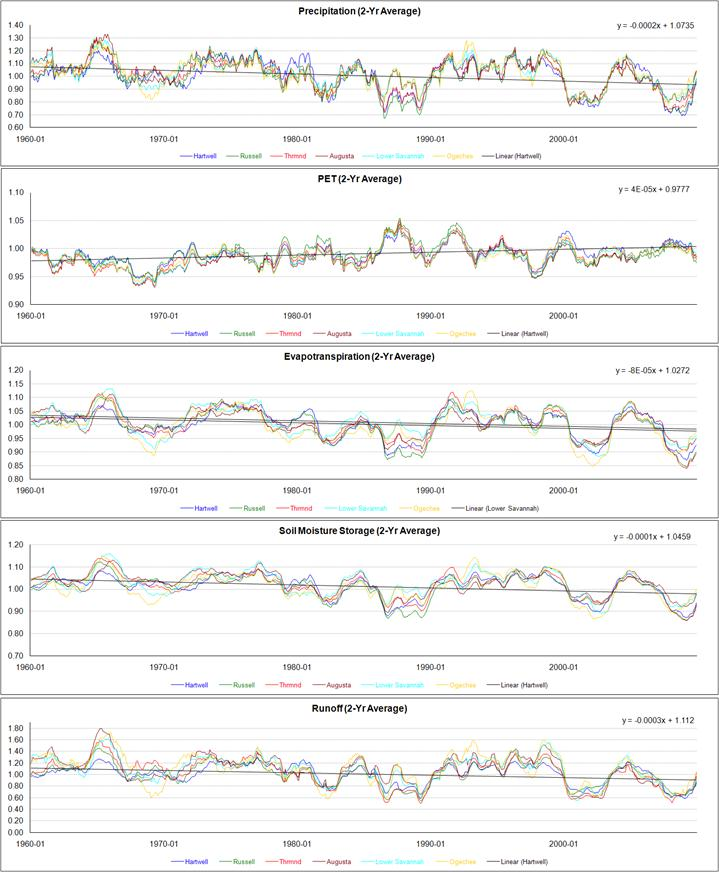 Precipitation (2-Yr Average)
y = -0.0002x + 1.0735
1.40
1.30
1.20
1.10
1.00
0.90
0.80
0.70
0.60
1960-01 1970-01 1980-01 1990-01 2000-01
Hartwell Russell Thrmnd Augusta Lower Savannah Ogeechee Linear (Hartwell)
PET (2-Yr Average)
y = 4E-05x + 0.9777
1.10
1.05
1.00
0.95
0.90
1960-01 1970-01 1980-01 1990-01 2000-01
Hartwell Russell Thrmnd Augusta Lower Savannah Ogeechee Linear (Hartwell)
Evapotranspiration (2-Yr Average)
y = -8E-05x + 1.0272
1.20
1.15
1.10
1.05
1.00
0.95
0.90
0.85
0.80
1960-01 1970-01 1980-01 1990-01 2000-01
Hartwell Russell Thrmnd Lower Savannah Ogeechee Linear (Lower Savannah)
Soil Moisture Storage (2-Yr Average)
y = -0.0001x + 1.0459
1.20
1.10
1.00
0.90
0.80
0.70
1960-01 1970-01 1980-01 1990-01 2000-01
Hartwell Russell Thrmnd Augusta Lower Savannah Ogeechee Linear (Hartwell)
Runoff (2-Yr Average)
y = -0.0003x + 1.112
1.80
1.60
1.40
1.20
1.00
0.80
0.60
0.40
0.20
0.00
1960-01 1970-01 1980-01 1990-01 2000-01
Hartwell Russell Thrmnd Augusta Lower Savannah Ogeechee Linear (Hartwell)